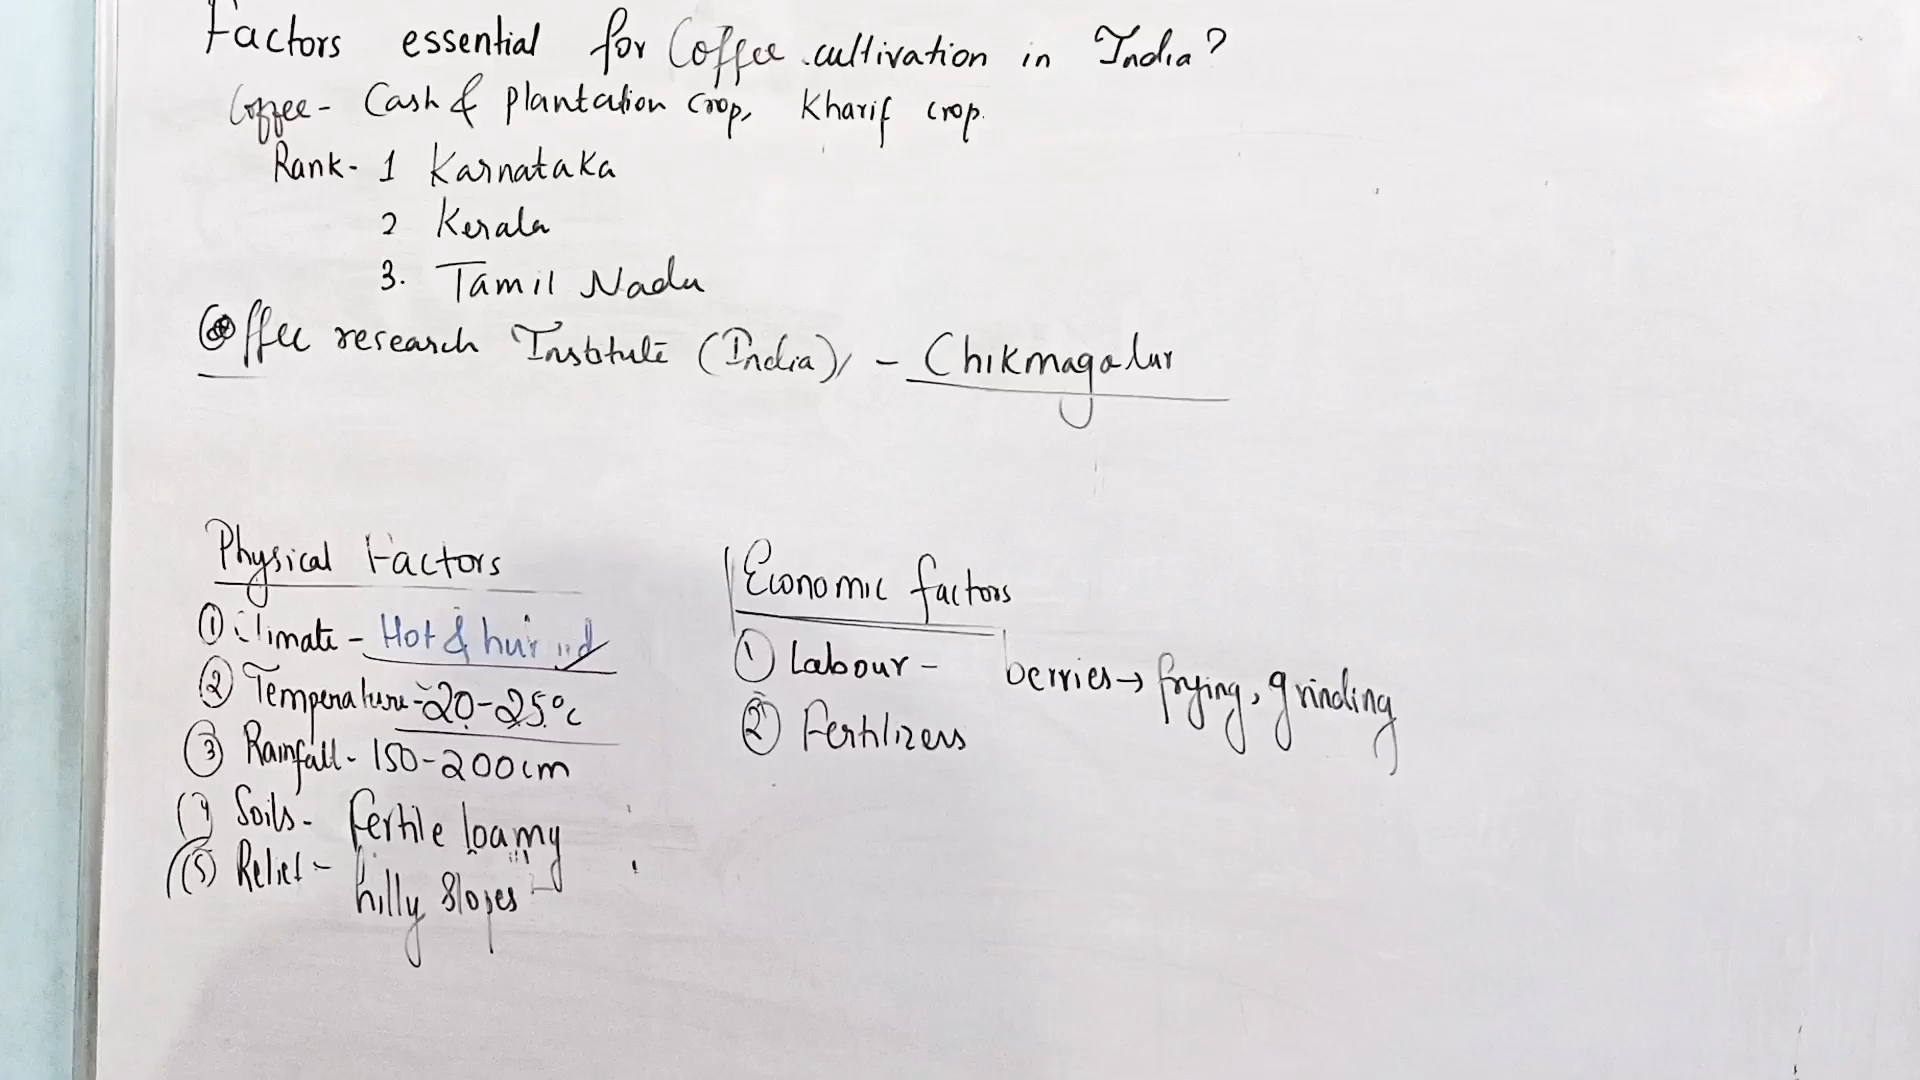 Factors essential for Coffee cultivation in India?
Coffee - Cash & plantation crop, Kharif crop.
Rank - 1 Karnataka
2 Kerala
3. Tamil Nadu
Coffee research Institute (India) - Chikmagalur
Physical Factors
① Climate - Hot & humid
② Temperature - 20-25°c
③ Rainfall - 150-200cm
(4) Soils - fertile loamy
(5) Relief - hilly slopes
Economic factors
① Labour - berries → frying, grinding
② Fertilizers